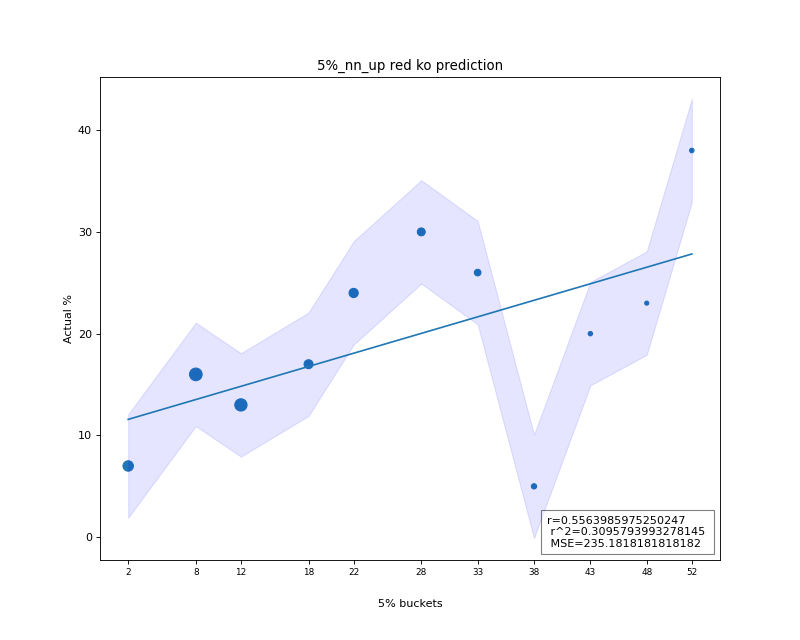 5%_nn_up red ko prediction
Actual %
40
30
20
10
0
r=0.5563985975250247
r^2=0.3095793993278145
MSE=235.1818181818182
2 8 12 18 22 28 33 38 43 48 52
5% buckets